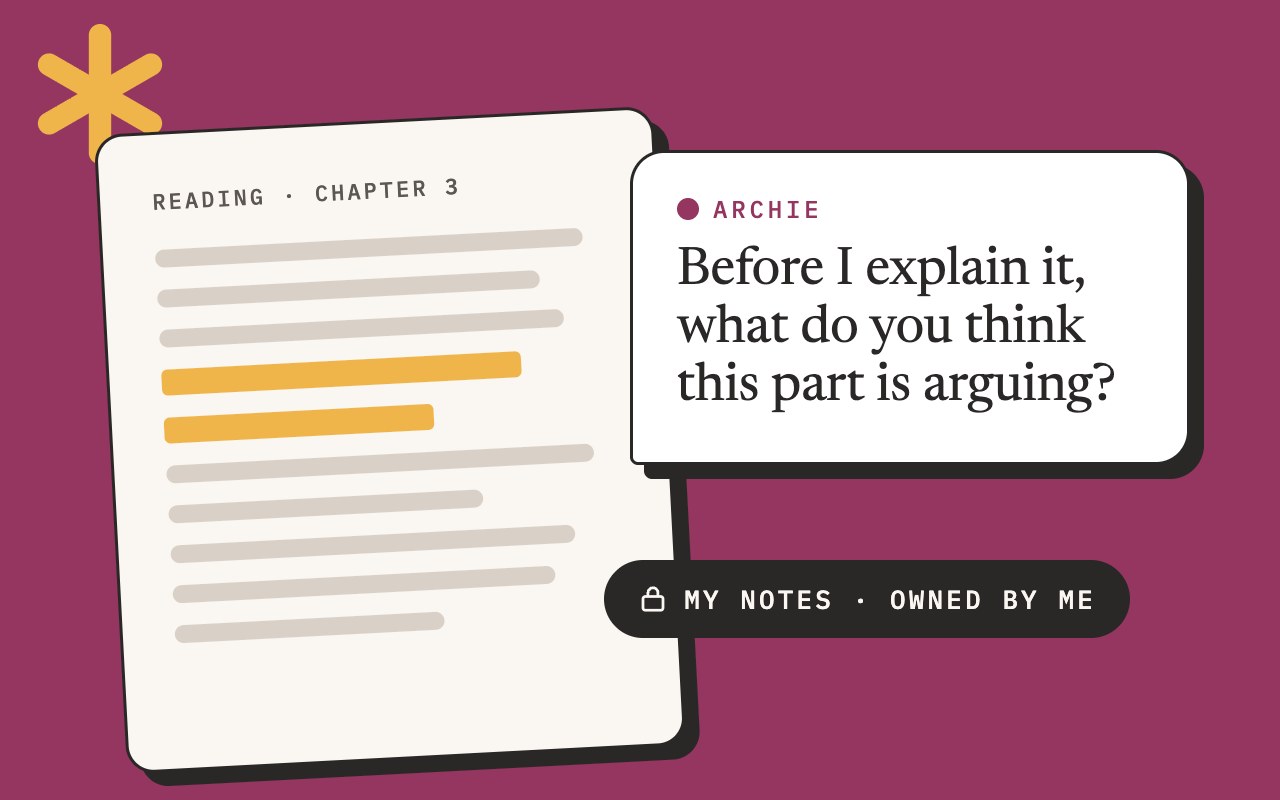 READING · CHAPTER 3
ARCHIE
Before I explain it,
what do you think
this part is arguing?
MY NOTES · OWNED BY ME